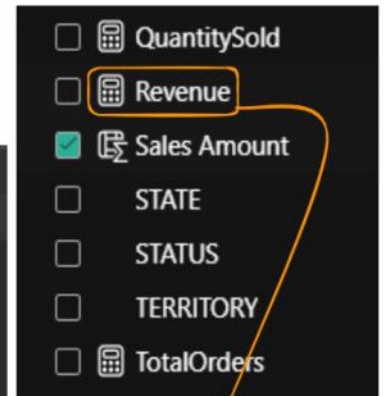 QuantitySold
Revenue
Sales Amount
STATE
STATUS
TERRITORY
TotalOrders